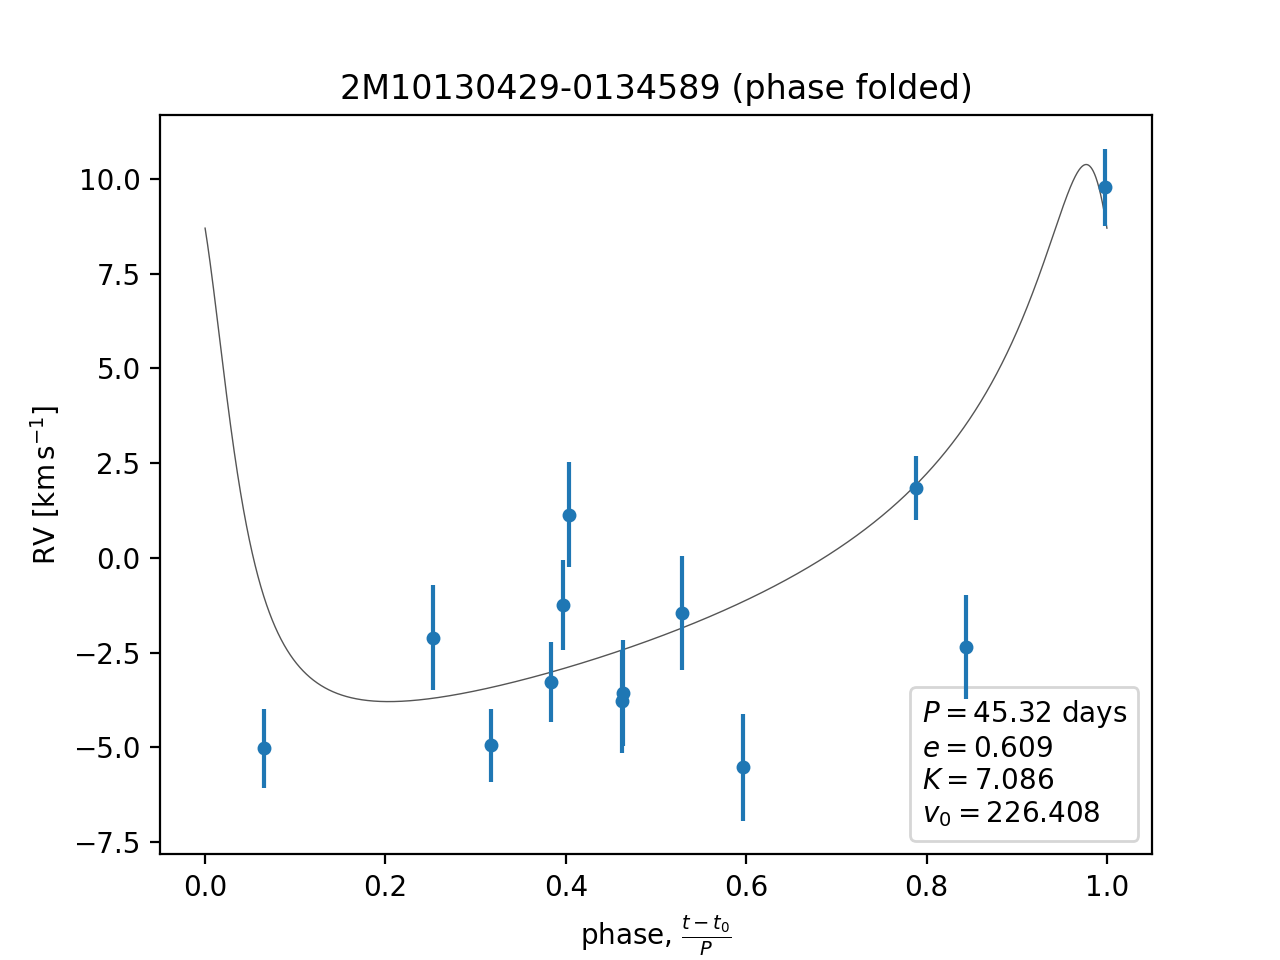 2M10130429-0134589 (phase folded)
10.0
7.5
5.0
2.5
0.0
−2.5
−5.0
−7.5
RV [km s⁻¹]
P = 45.32 days
e = 0.609
K = 7.086
v₀ = 226.408
0.0 0.2 0.4 0.6 0.8 1.0
phase, (t − t₀)/P